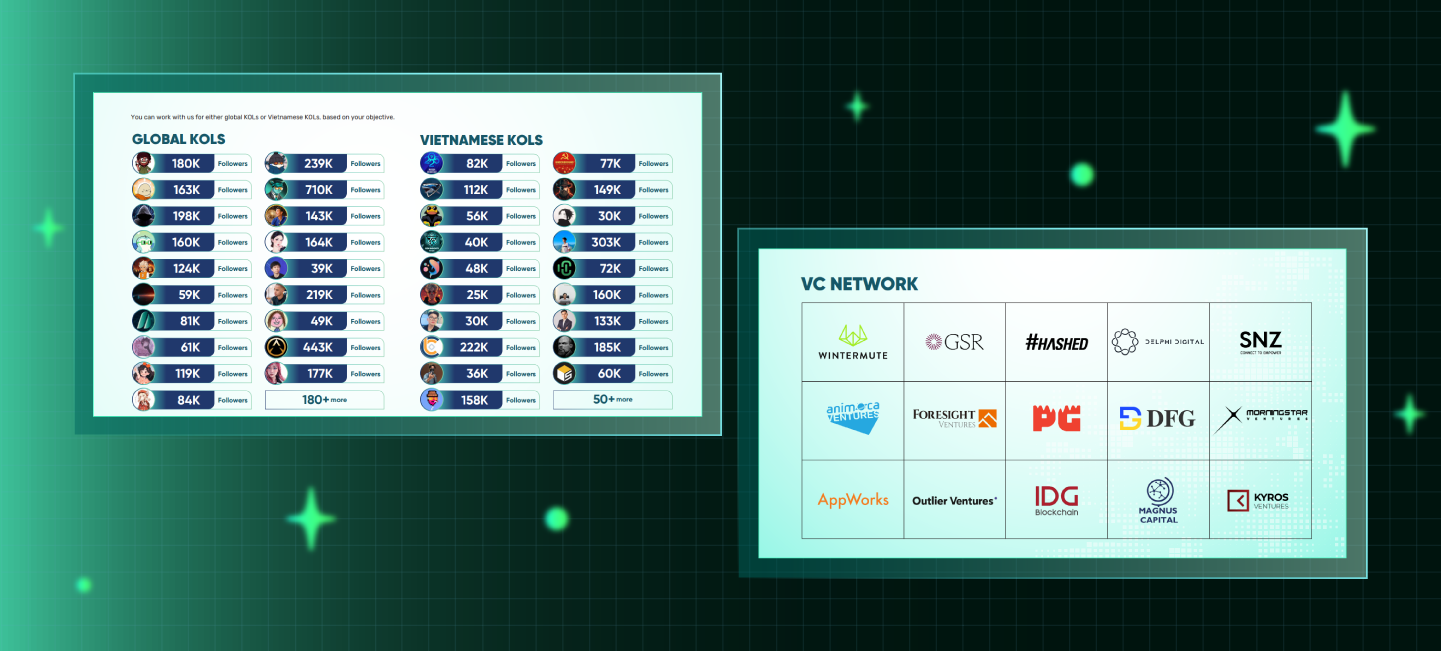 You can work with us for either global KOLs or Vietnamese KOLs, based on your objective.
GLOBAL KOLS
180K Followers 239K Followers
163K Followers 710K Followers
198K Followers 143K Followers
160K Followers 164K Followers
124K Followers 39K Followers
59K Followers 219K Followers
81K Followers 49K Followers
61K Followers 443K Followers
119K Followers 177K Followers
84K Followers 180+ more
VIETNAMESE KOLS
82K Followers 77K Followers
112K Followers 149K Followers
56K Followers 30K Followers
40K Followers 303K Followers
48K Followers 72K Followers
25K Followers 160K Followers
30K Followers 133K Followers
222K Followers 185K Followers
36K Followers 60K Followers
158K Followers 50+ more
VC NETWORK
WINTERMUTE
GSR
#HASHED
DELPHI DIGITAL
SNZ
CONNECT TO EMPOWER
animoca
VENTURES
FORESIGHT
VENTURES
PG
DFG
MORNINGSTAR
VENTURES
AppWorks
Outlier Ventures
IDG
Blockchain
MAGNUS
CAPITAL
KYROS
VENTURES